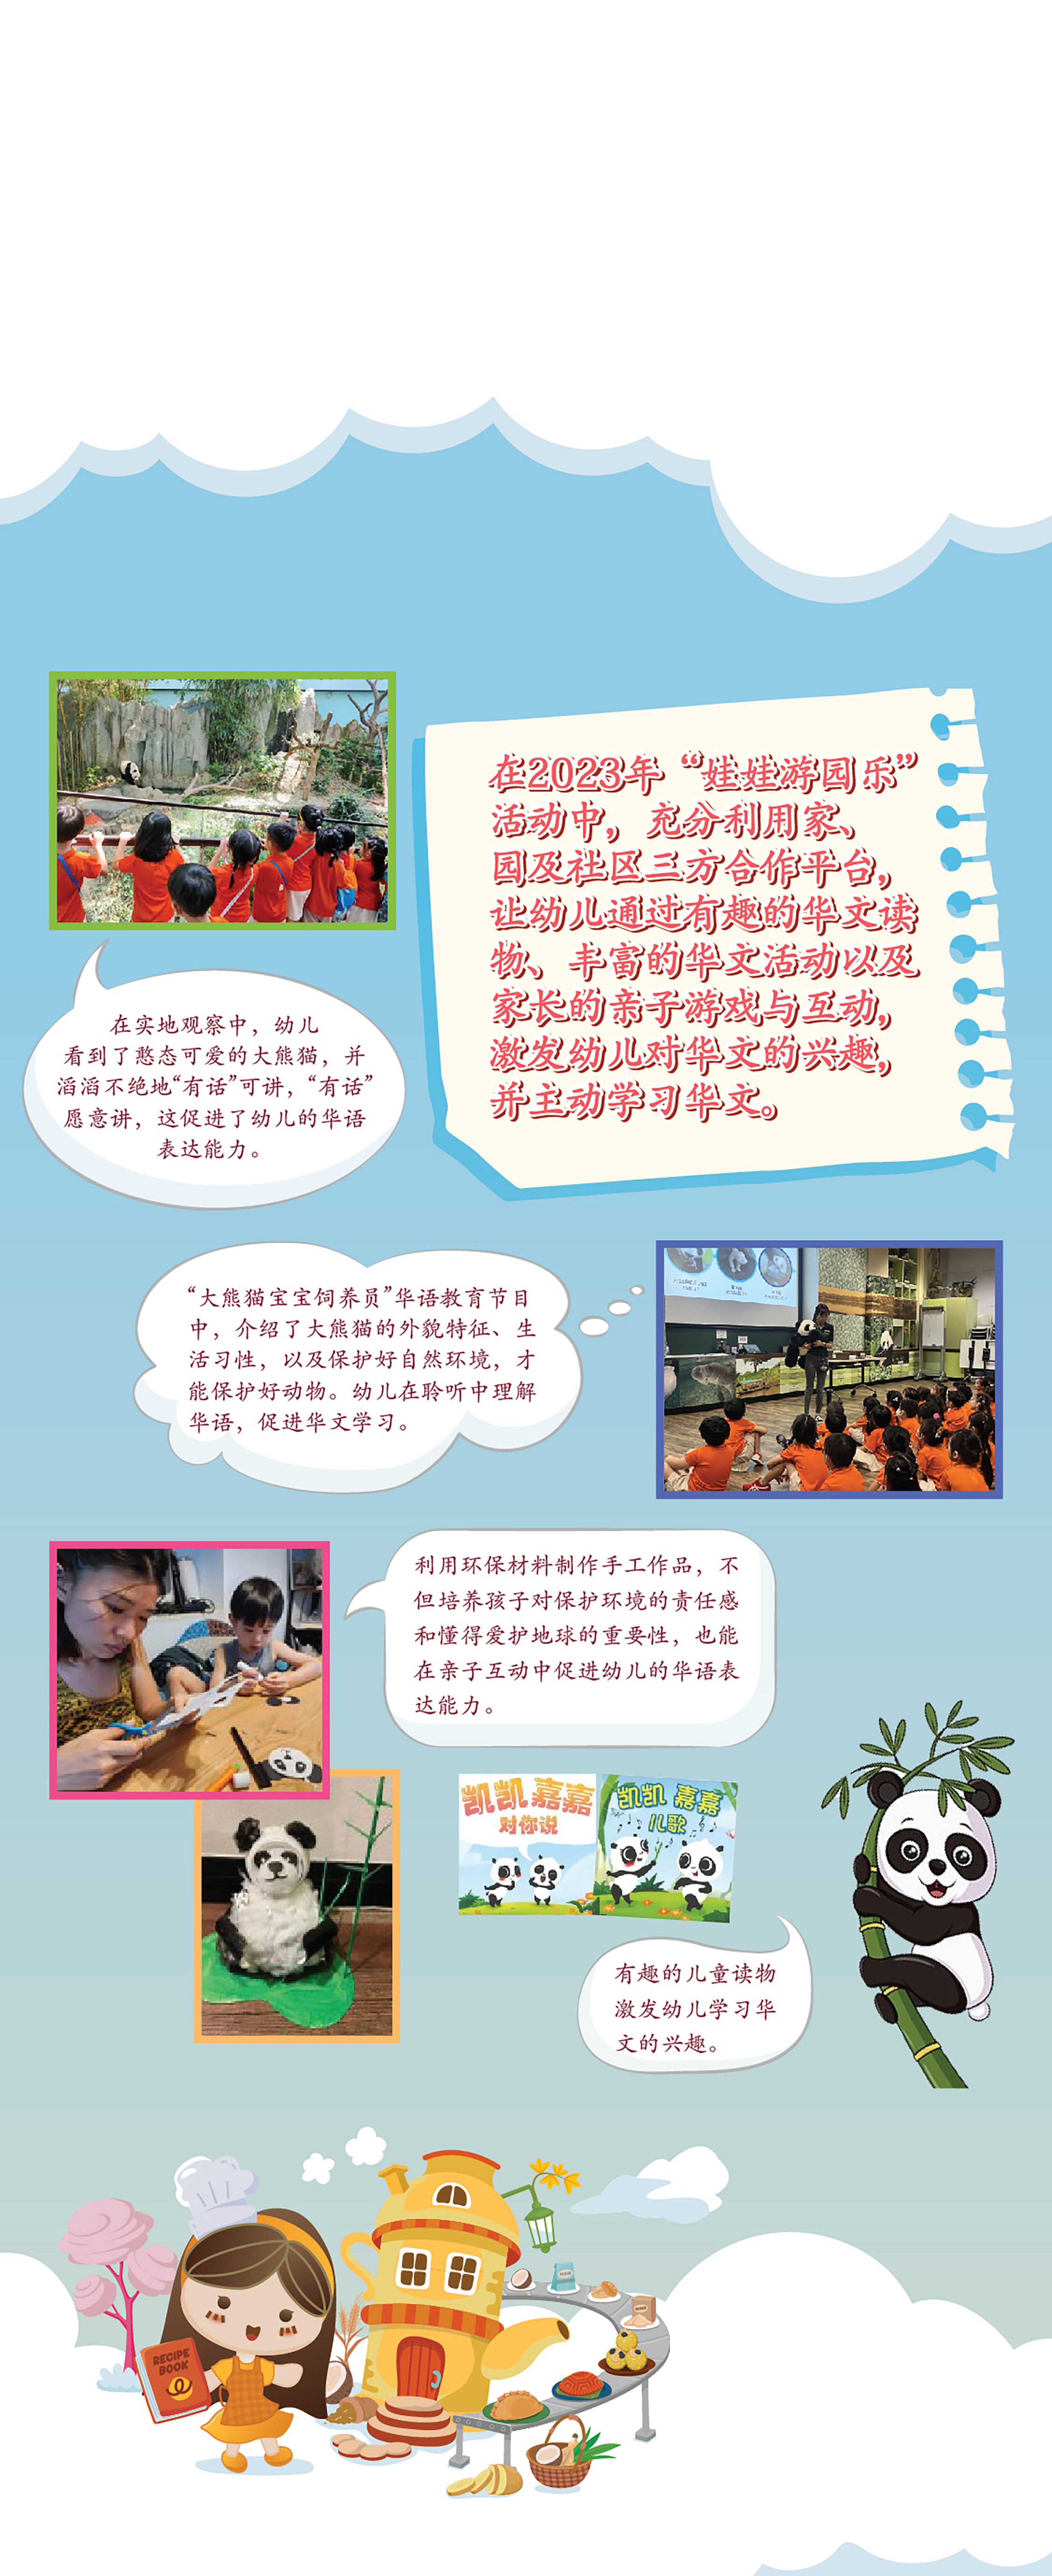 在2023年“娃娃游园乐”
活动中，充分利用家、
园及社区三方合作平台，
让幼儿通过有趣的华文读
物、丰富的华文活动以及
家长的亲子游戏与互动，
激发幼儿对华文的兴趣，
并主动学习华文。
在实地观察中，幼儿
看到了憨态可爱的大熊猫，并
滔滔不绝地“有话”可讲，“有话”
愿意讲，这促进了幼儿的华语
表达能力。
“大熊猫宝宝饲养员”华语教育节目
中，介绍了大熊猫的外貌特征、生
活习性，以及保护好自然环境，才
能保护好动物。幼儿在聆听中理解
华语，促进华文学习。
利用环保材料制作手工作品，不
但培养孩子对保护环境的责任感
和懂得爱护地球的重要性，也能
在亲子互动中促进幼儿的华语表
达能力。
凯凯嘉嘉
对你说
凯凯 嘉嘉
儿歌
有趣的儿童读物
激发幼儿学习华
文的兴趣。
RECIPE
BOOK